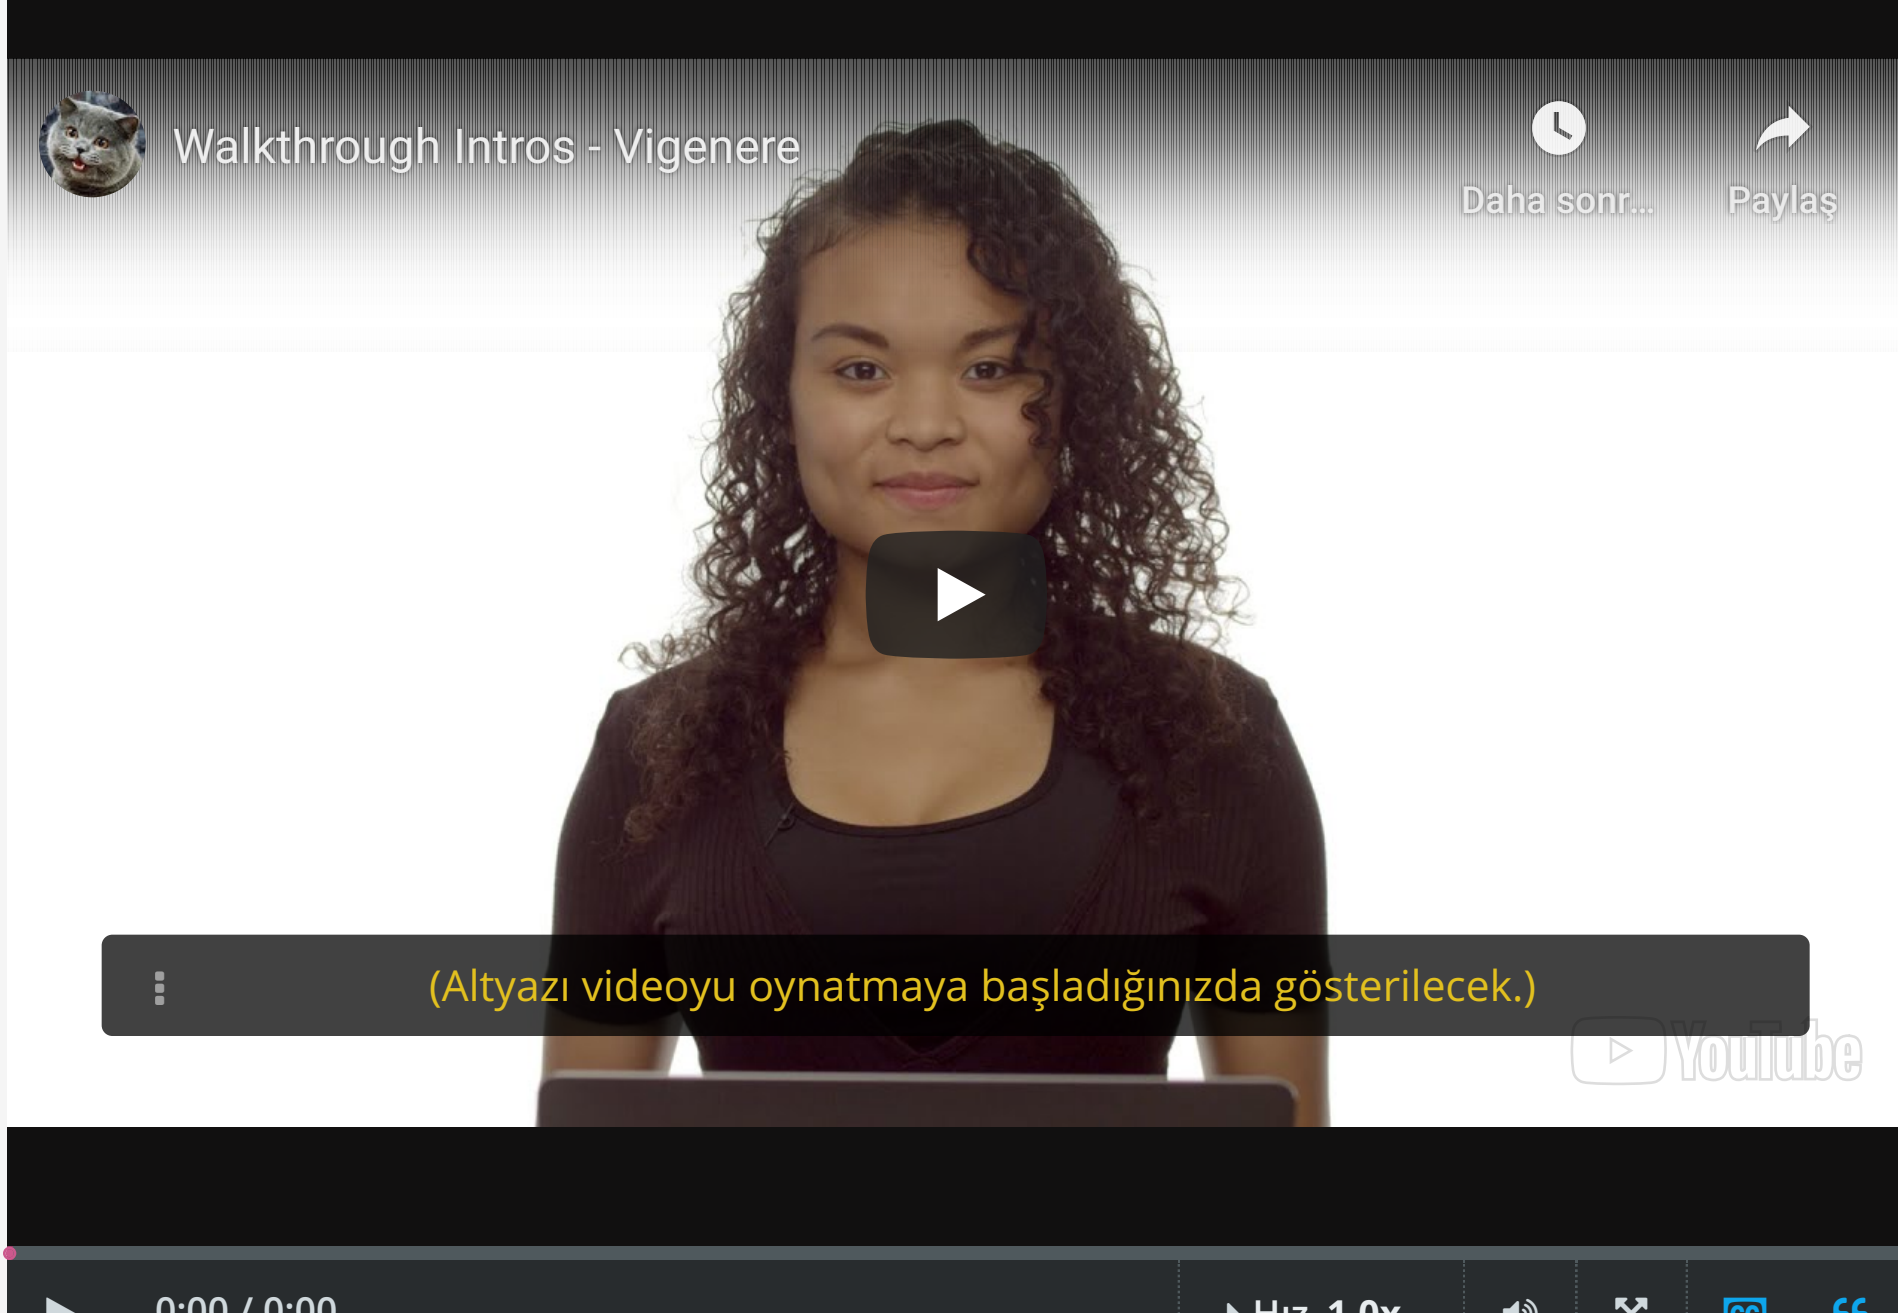 Walkthrough Intros - Vigenere
Daha sonr...
Paylaş
(Altyazı videoyu oynatmaya başladığınızda gösterilecek.)
YouTube
0:00 / 0:00
Hız 1.0x
CC